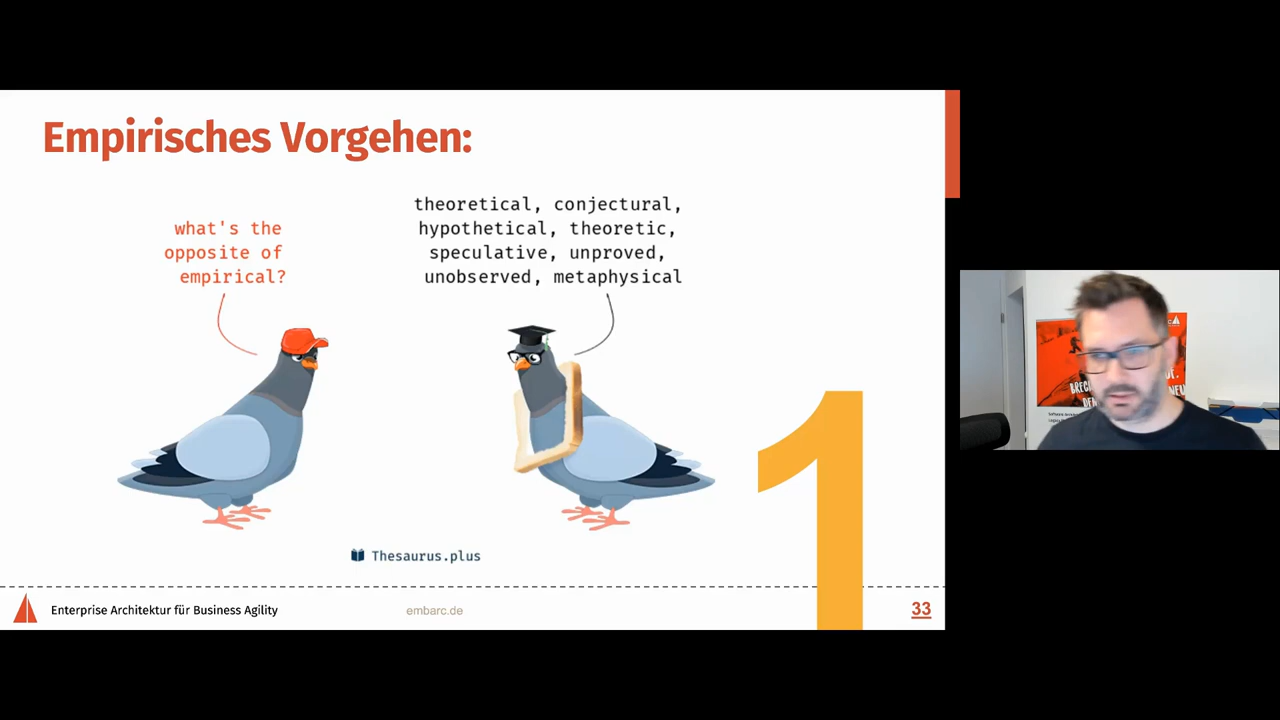 Empirisches Vorgehen:
what's the
opposite of
empirical?
theoretical, conjectural,
hypothetical, theoretic,
speculative, unproved,
unobserved, metaphysical
1
Thesaurus.plus
Enterprise Architektur für Business Agility
embarc.de
33